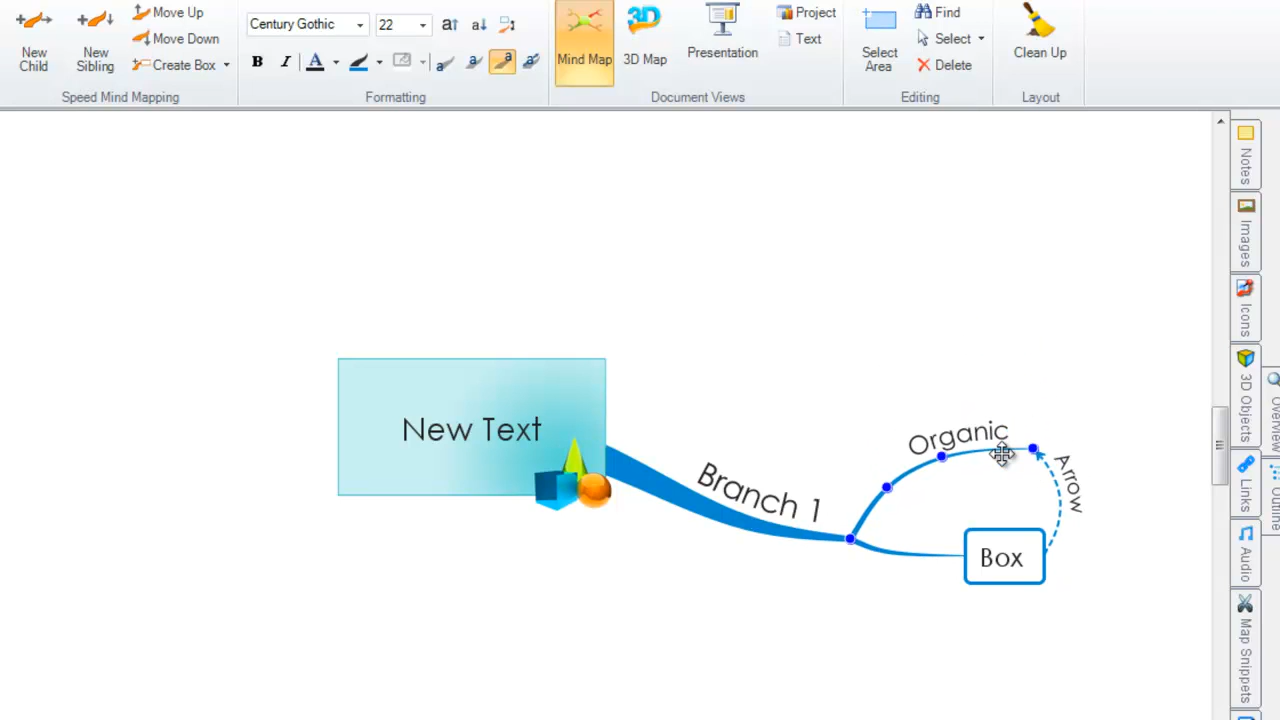 New Child
New Sibling
Move Up
Move Down
Create Box
Speed Mind Mapping
Century Gothic
22
B I A
Formatting
Mind Map
3D Map
Presentation
Project
Text
Document Views
Select Area
Find
Select
Delete
Editing
Clean Up
Layout
New Text
Branch 1
Organic
Arrow
Box
Notes
Images
Icons
3D Objects
Links
Audio
Map Snippets
Overview
Outline